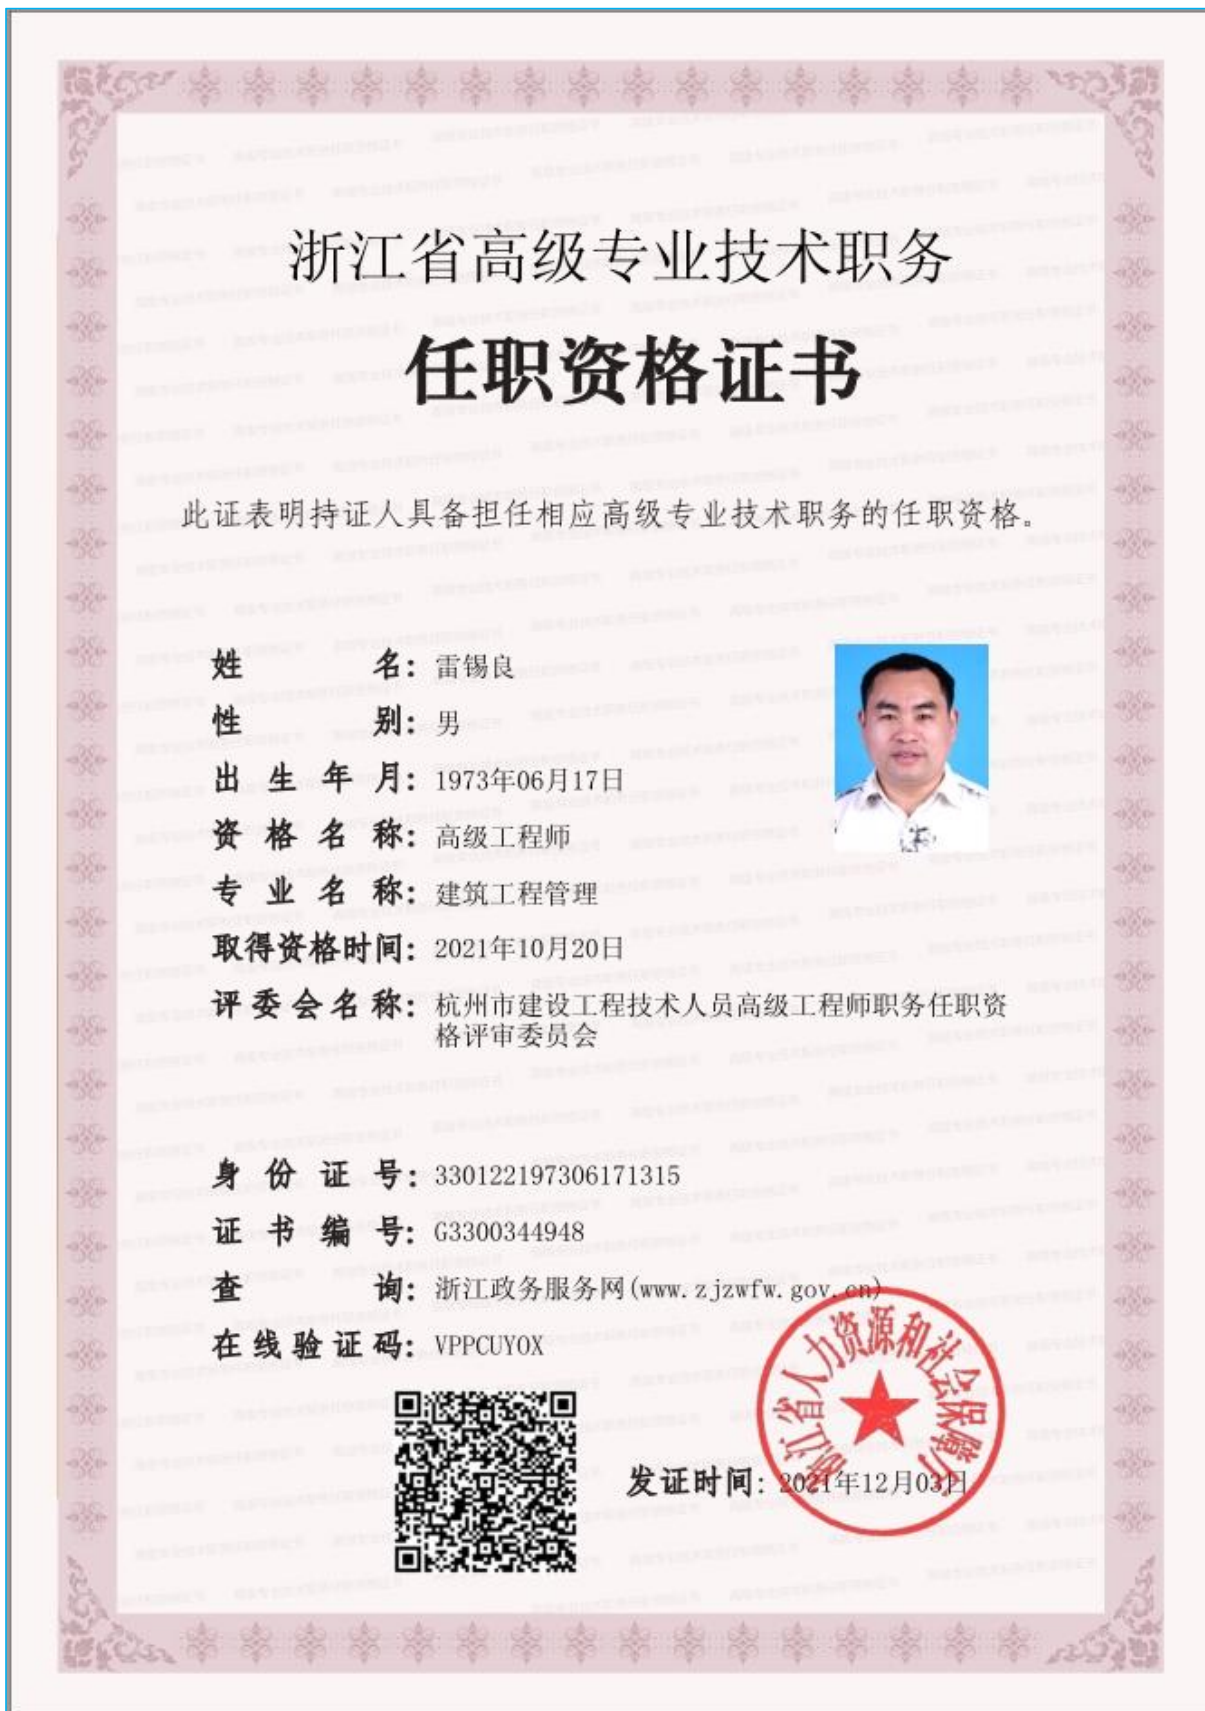 浙江省高级专业技术职务
任职资格证书
此证表明持证人具备担任相应高级专业技术职务的任职资格。
姓名：雷锡良
性别：男
出生年月：1973年06月17日
资格名称：高级工程师
专业名称：建筑工程管理
取得资格时间：2021年10月20日
评委会名称：杭州市建设工程技术人员高级工程师职务任职资
格评审委员会
身份证号：330122197306171315
证书编号：G3300344948
查询：浙江政务服务网(www.zjzwfw.gov.cn)
在线验证码：VPPCUYOX
浙江省人力资源和社会保障厅
发证时间：2021年12月03日